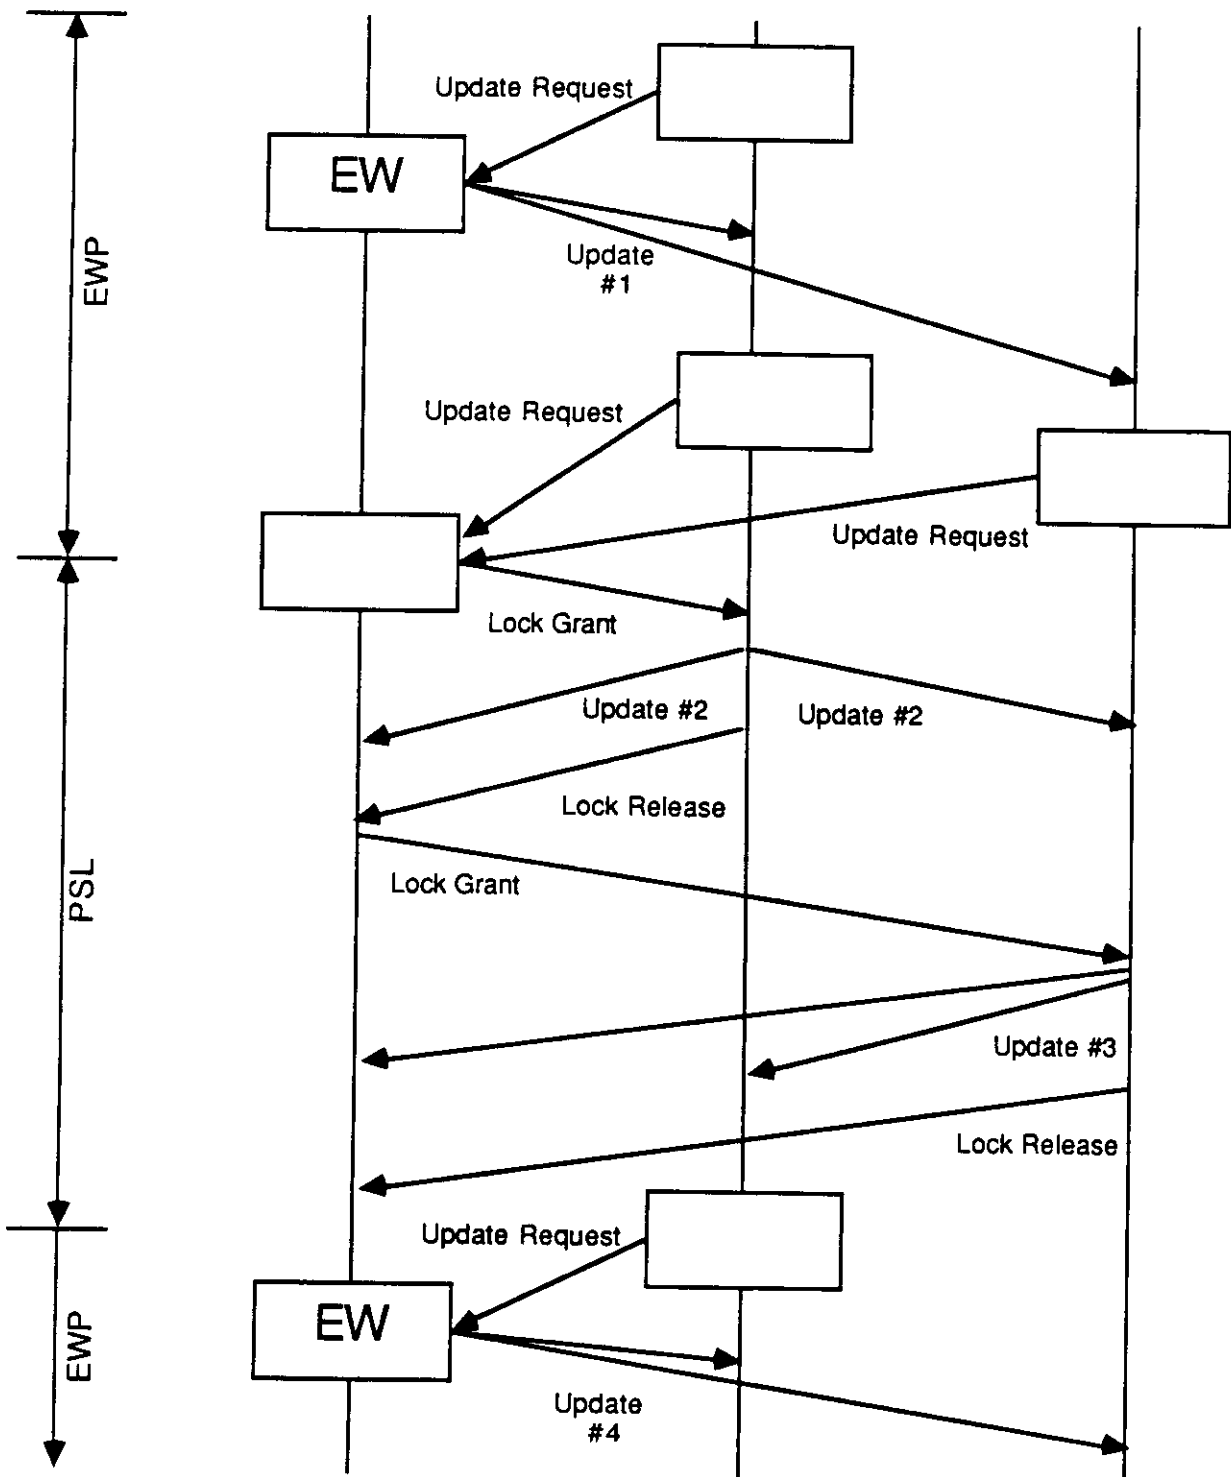 Update Request
EW
Update
#1
EWP
Update Request
Update Request
Lock Grant
Update #2
Update #2
Lock Release
Lock Grant
PSL
Update #3
Lock Release
Update Request
EW
EWP
Update
#4